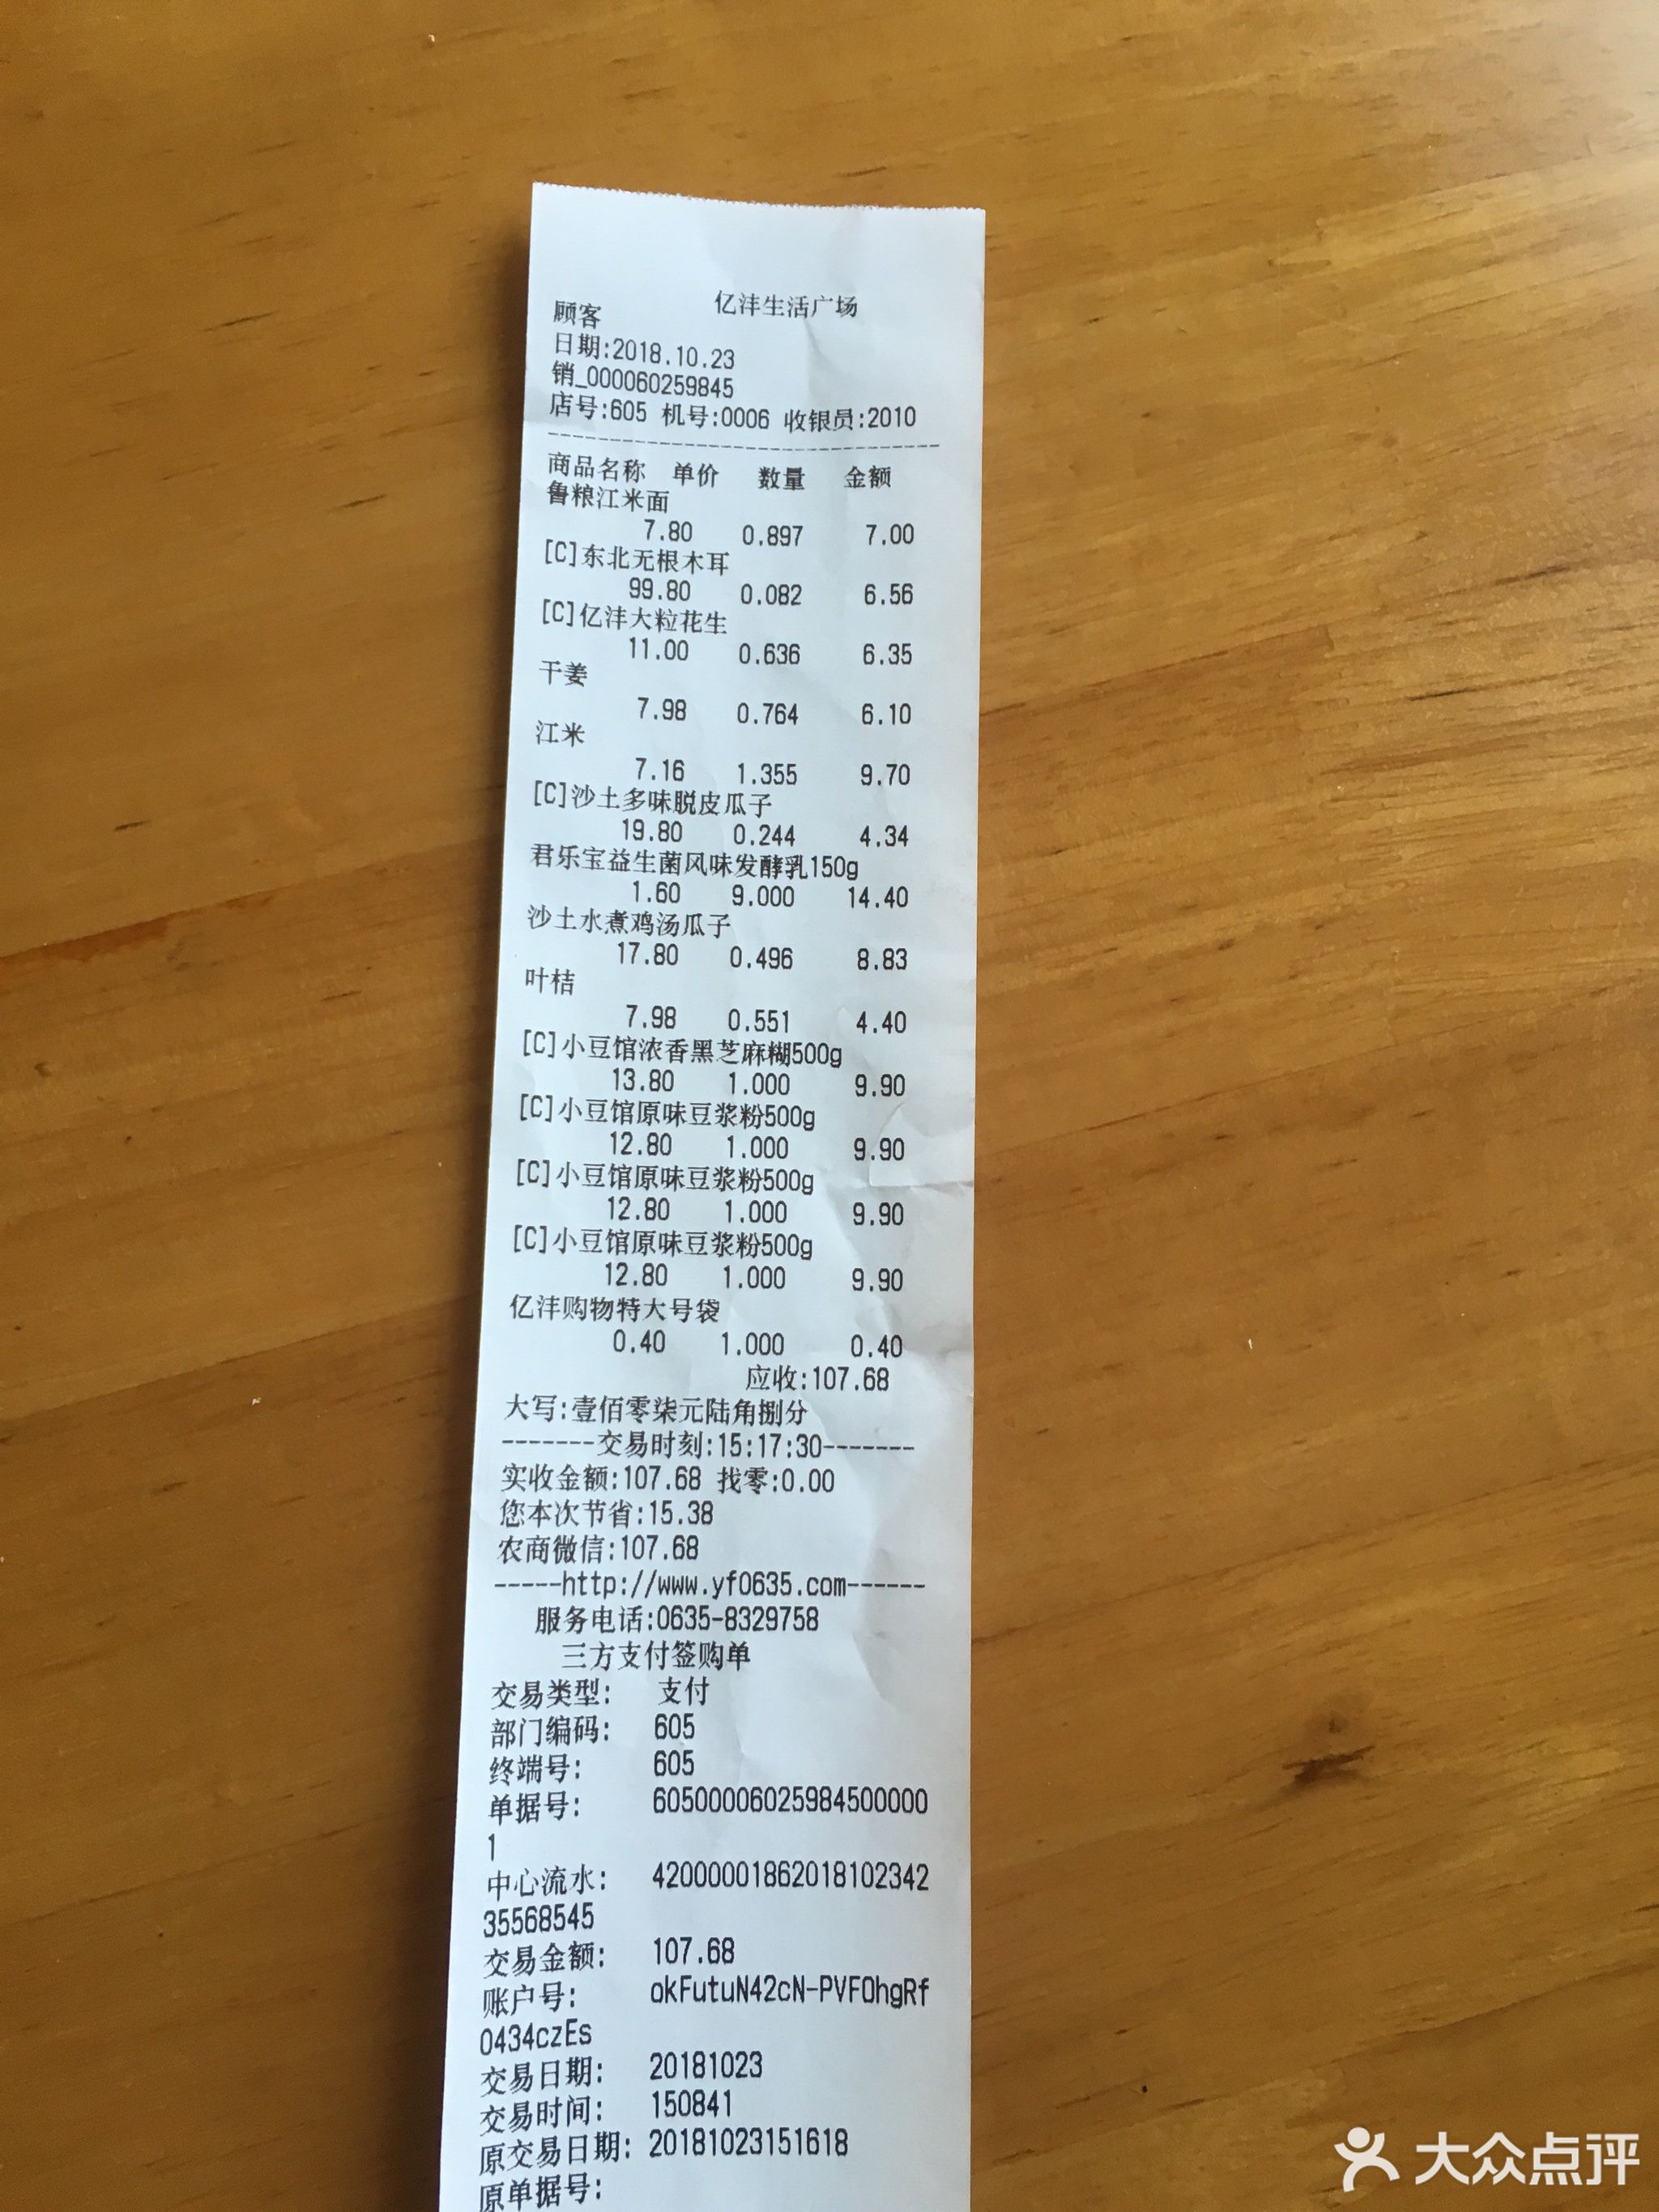 亿沣生活广场
顾客
日期:2018.10.23
销_000060259845
店号:605 机号:0006 收银员:2010
商品名称 单价 数量 金额
鲁粮江米面
7.80 0.897 7.00
[C]东北无根木耳
99.80 0.082 6.56
[C]亿沣大粒花生
11.00 0.636 6.35
干姜
7.98 0.764 6.10
江米
7.16 1.355 9.70
[C]沙土多味脱皮瓜子
19.80 0.244 4.34
君乐宝益生菌风味发酵乳150g
1.60 9.000 14.40
沙土水煮鸡汤瓜子
17.80 0.496 8.83
叶桔
7.98 0.551 4.40
[C]小豆馆浓香黑芝麻糊500g
13.80 1.000 9.90
[C]小豆馆原味豆浆粉500g
12.80 1.000 9.90
[C]小豆馆原味豆浆粉500g
12.80 1.000 9.90
[C]小豆馆原味豆浆粉500g
12.80 1.000 9.90
亿沣购物特大号袋
0.40 1.000 0.40
应收:107.68
大写:壹佰零柒元陆角捌分
-------交易时刻:15:17:30-------
实收金额:107.68 找零:0.00
您本次节省:15.38
农商微信:107.68
-----http://www.yf0635.com------
服务电话:0635-8329758
三方支付签购单
交易类型: 支付
部门编码: 605
终端号: 605
单据号: 60500006025984500000
1
中心流水: 42000001862018102342
35568545
交易金额: 107.68
账户号: okFutuN42cN-PVFOhgRf
0434czEs
交易日期: 20181023
交易时间: 150841
原交易日期: 20181023151618
原单据号:
大众点评